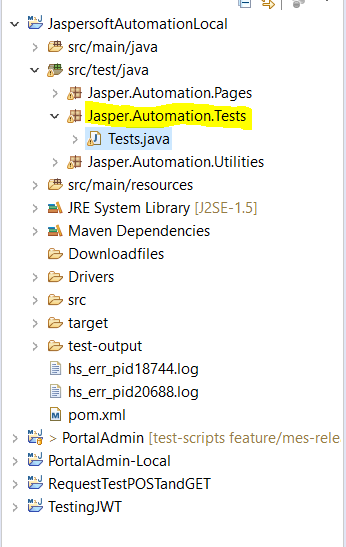 JaspersoftAutomationLocal
src/main/java
src/test/java
Jasper.Automation.Pages
Jasper.Automation.Tests
Tests.java
Jasper.Automation.Utilities
src/main/resources
JRE System Library [J2SE-1.5]
Maven Dependencies
Downloadfiles
Drivers
src
target
test-output
hs_err_pid18744.log
hs_err_pid20688.log
pom.xml
> PortalAdmin [test-scripts feature/mes-rele
PortalAdmin-Local
RequestTestPOSTandGET
TestingJWT